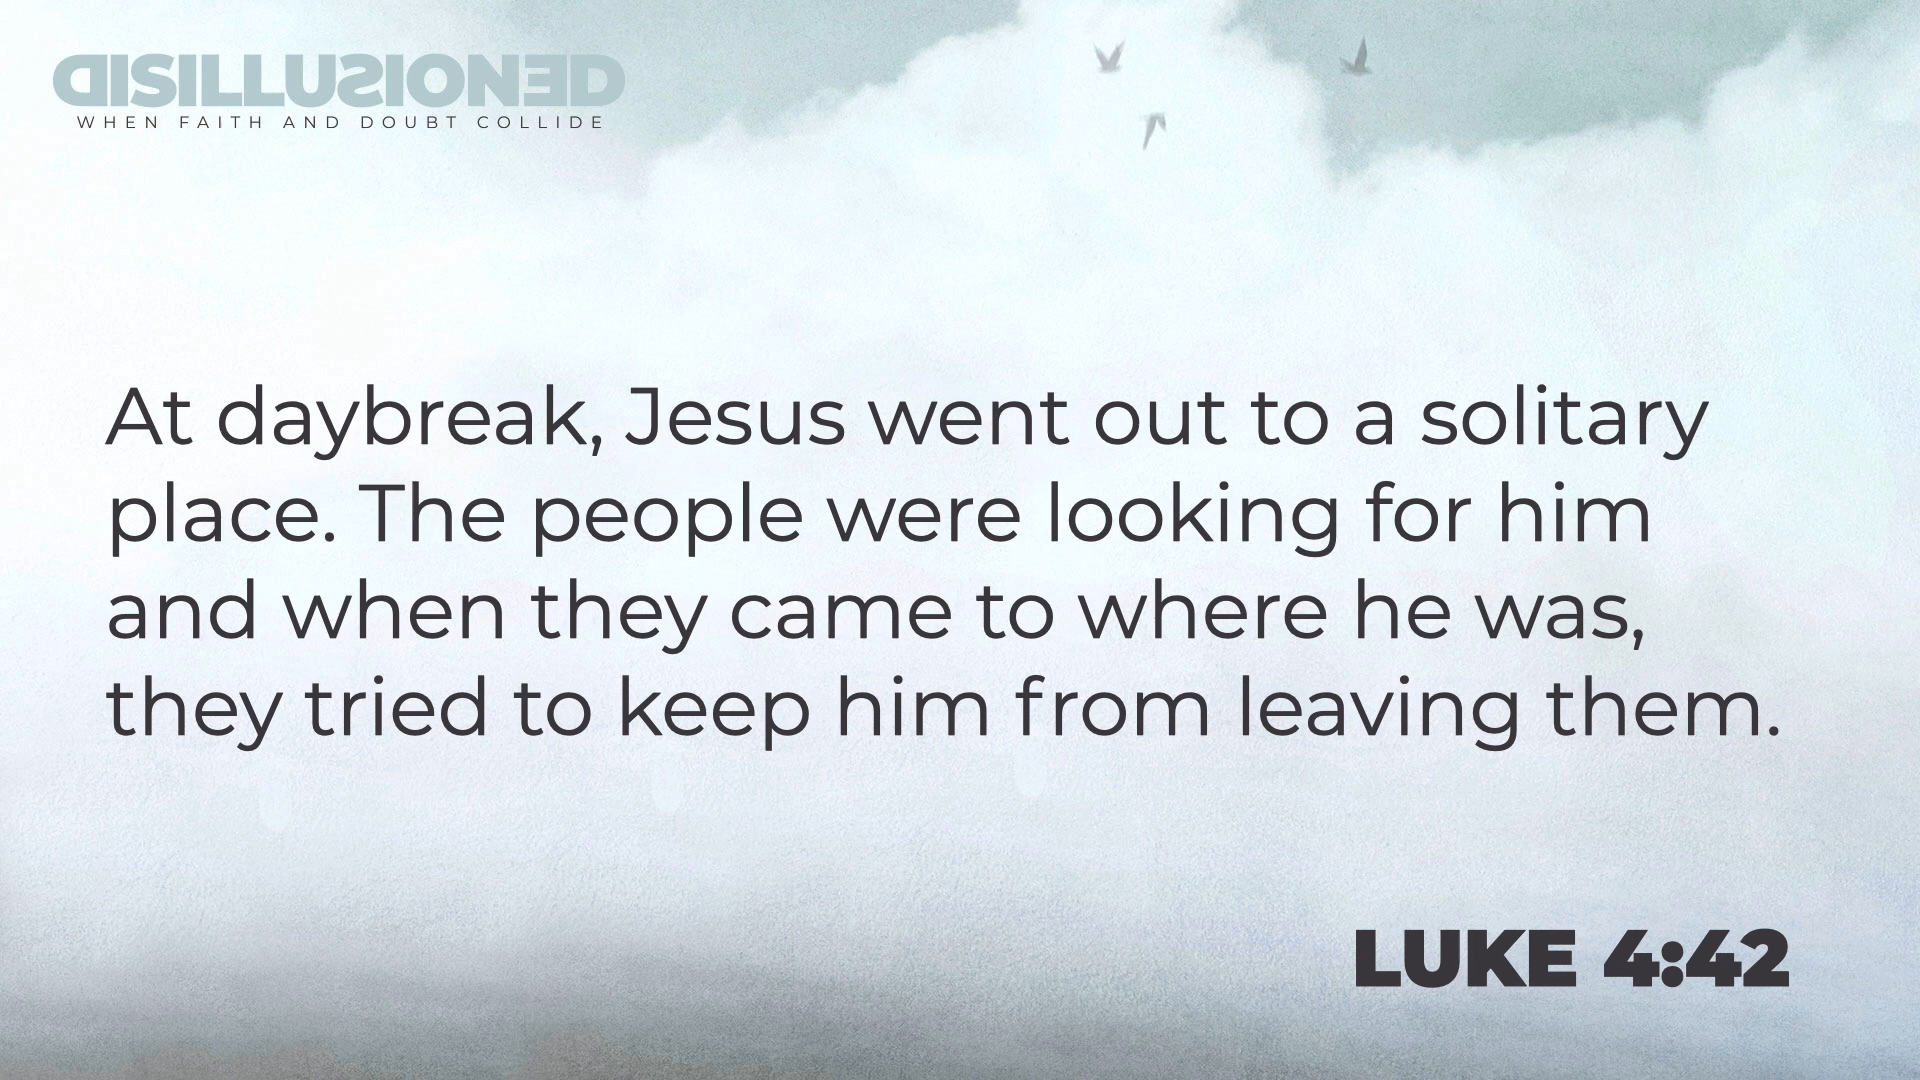 DISILLUSIONED
WHEN FAITH AND DOUBT COLLIDE
At daybreak, Jesus went out to a solitary
place. The people were looking for him
and when they came to where he was,
they tried to keep him from leaving them.
LUKE 4:42